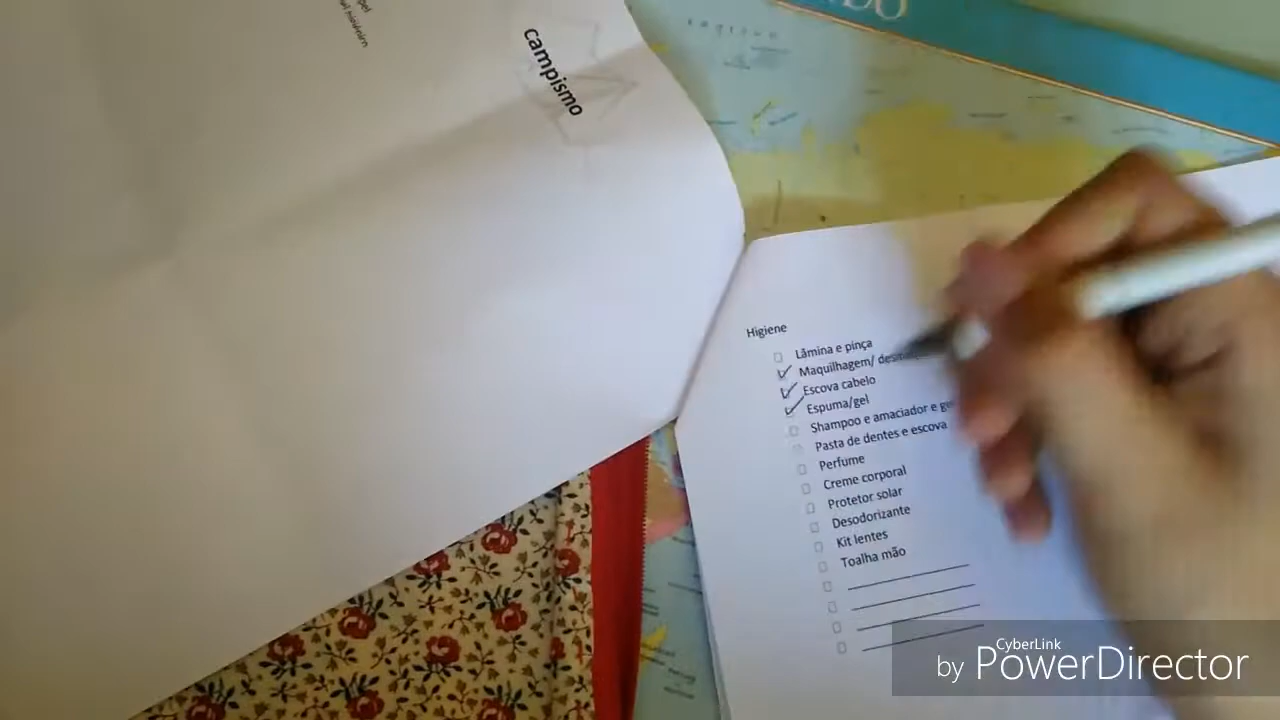 campismo
Higiene
Lâmina e pinça
Maquilhagem/
Escova cabelo
Espuma/gel
Shampoo e amaciador e
Pasta de dentes e escova
Perfume
Creme corporal
Protetor solar
Desodorizante
Kit lentes
Toalha mão
CyberLink
by PowerDirector